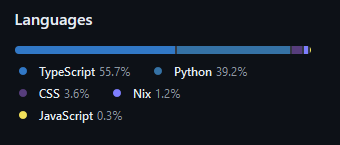 Languages
TypeScript 55.7% Python 39.2%
CSS 3.6% Nix 1.2%
JavaScript 0.3%